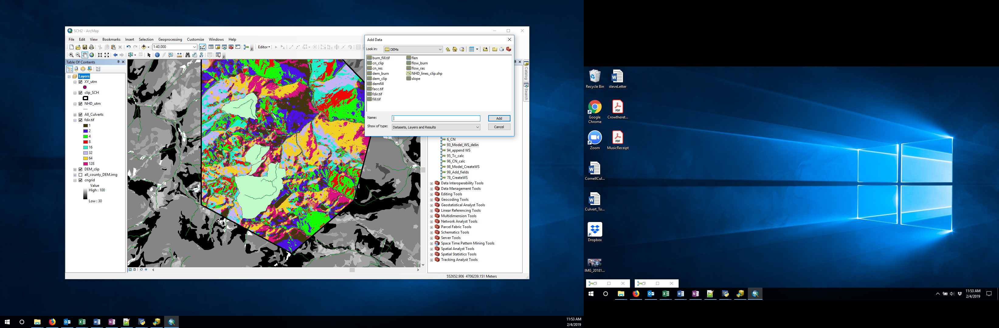 SCH2 - ArcMap
File Edit View Bookmarks Insert Selection Geoprocessing Customize Windows Help
1:40,000
Editor
Table Of Contents
Layers
XY_utm
clip_SCH
NHD_utm
All_Culverts
fdir.tif
1
2
4
8
16
32
64
128
DEM_clip
all_county_DEM.img
cngrid
Value
High : 100
Low : 30
Add Data
Look in: DEMs
burn_fill.tif
cn_clip
cn_res
dem_burn
dem_clip
demfill
facc.tif
fdir.tif
fill.tif
flen
flow_burn
flow_ras
NHD_lines_clip.shp
slope
Name:
Add
Show of type: Datasets, Layers and Results
Cancel
Catalog
Search
6_CN
93_Model_WS_delin
94_append WS
95_Tc_calc
96_CN_calc
98_Model_CreateWS
99_Add_fields
78_CreateWS
Data Interoperability Tools
Data Management Tools
Editing Tools
Geocoding Tools
Geostatistical Analyst Tools
Linear Referencing Tools
Multidimension Tools
Network Analyst Tools
Parcel Fabric Tools
Schematics Tools
Server Tools
Space Time Pattern Mining Tools
Spatial Analyst Tools
Spatial Statistics Tools
Tracking Analyst Tools
552652.906 4706239.151 Meters
11:53 AM
2/4/2019
Recycle Bin
steveLetter
Google
Chrome
PDF
Crowtheret...
Zoom
PDF
MusicReceipt
CornellCul...
Culvert_To...
Dropbox
IMG_20181...
11:53 AM
2/4/2019